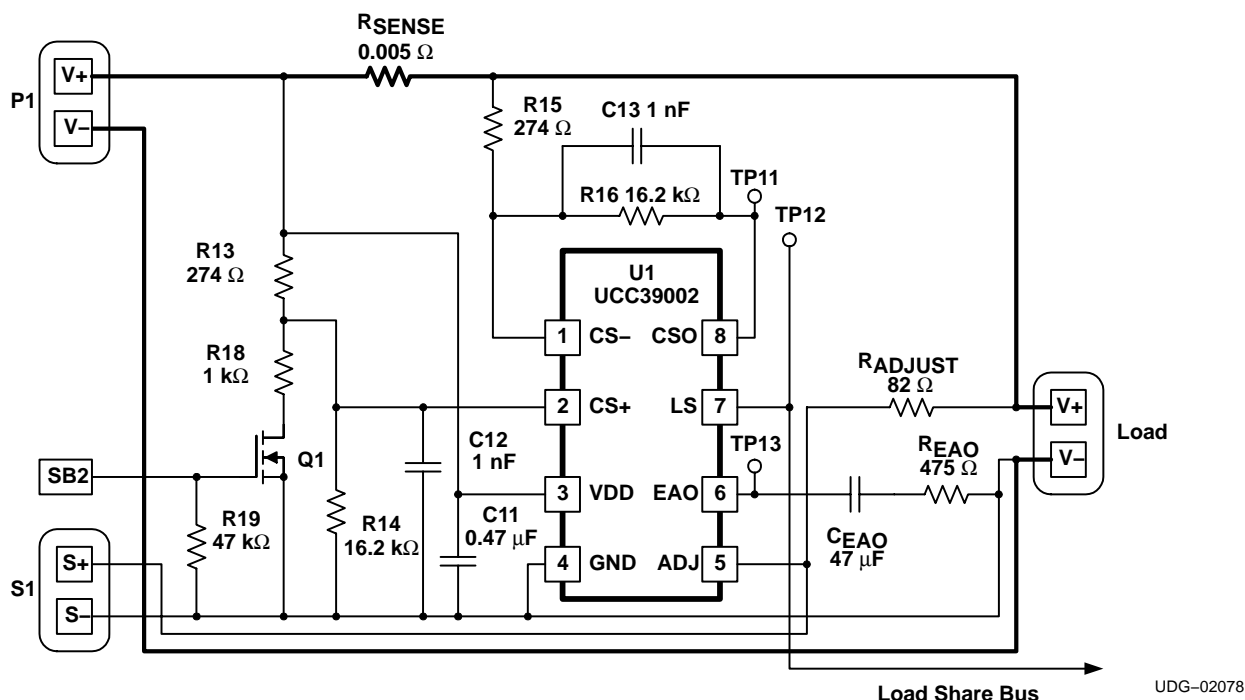 RSENSE
0.005 Ω
P1
V+
V–
R15
274 Ω
C13 1 nF
R16 16.2 kΩ
TP11
TP12
R13
274 Ω
U1
UCC39002
1
CS–
CSO
8
R18
1 kΩ
RADJUST
82 Ω
2
CS+
LS
7
V+
V–
Load
C12
1 nF
TP13
REAO
475 Ω
SB2
Q1
3
VDD
EAO
6
R19
47 kΩ
R14
16.2 kΩ
C11
0.47 μF
CEAO
47 μF
4
GND
ADJ
5
S1
S+
S–
Load Share Bus
UDG–02078